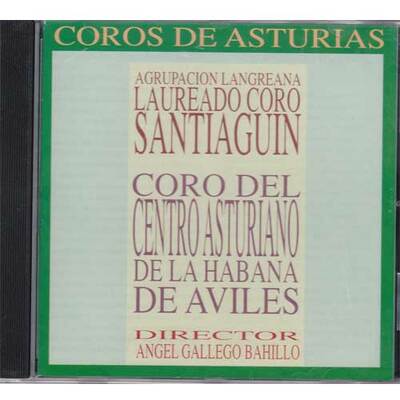 COROS DE ASTURIAS
AGRUPACION LANGREANA
LAUREADO CORO
SANTIAGUIN
CORO DEL
CENTRO ASTURIANO
DE LA HABANA
DE AVILES
DIRECTOR
ANGEL GALLEGO BAHILLO